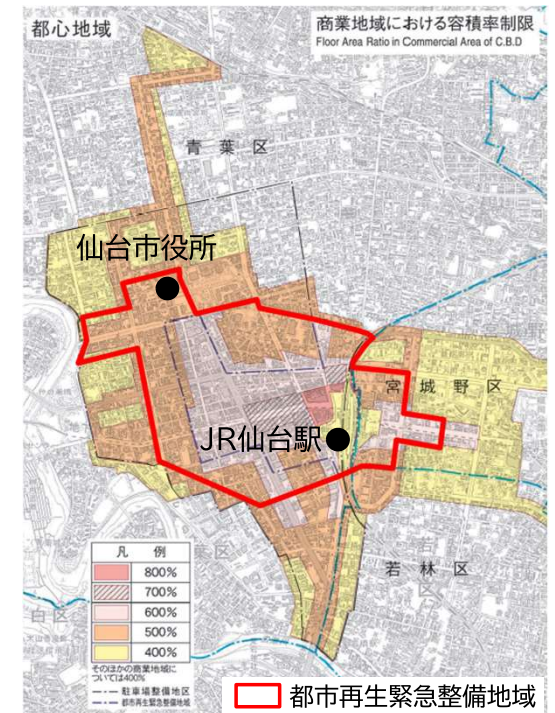 都心地域
商業地域における容積率制限
Floor Area Ratio in Commercial Area of C.B.D
青葉区
仙台市役所
宮城野区
JR仙台駅
若林区
凡 例
800%
700%
600%
500%
400%
そのほかの商業地域に
ついては400%
駐車場整備地区
都市再生緊急整備地域
都市再生緊急整備地域